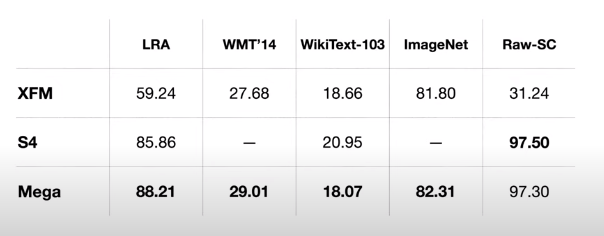 LRA WMT'14 WikiText-103 ImageNet Raw-SC
XFM 59.24 27.68 18.66 81.80 31.24
S4 85.86 — 20.95 — 97.50
Mega 88.21 29.01 18.07 82.31 97.30